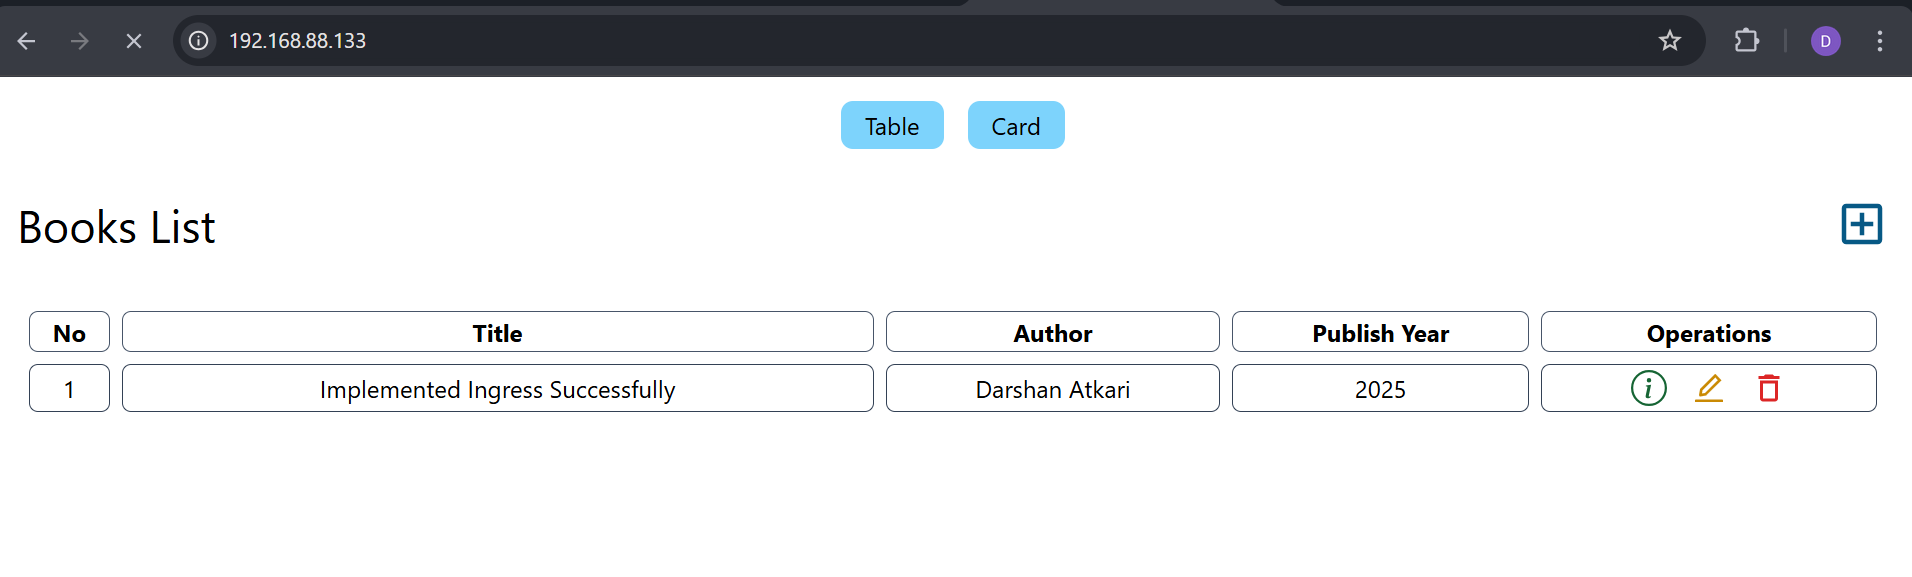 192.168.88.133
D
Table Card
Books List
No Title Author Publish Year Operations
1 Implemented Ingress Successfully Darshan Atkari 2025